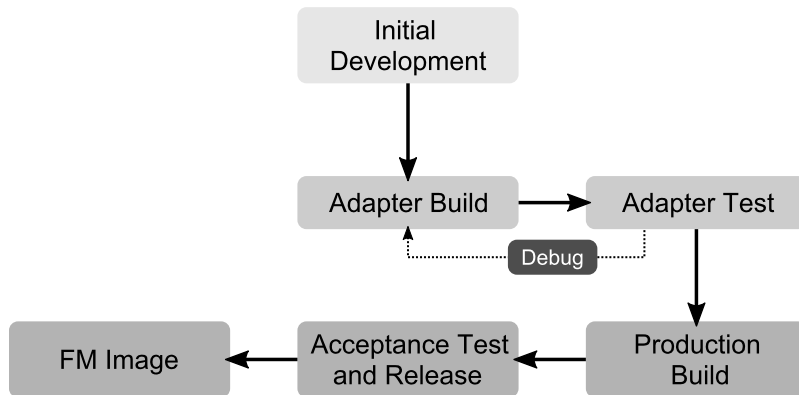 Initial
Development
Adapter Build
Adapter Test
Debug
FM Image
Acceptance Test
and Release
Production
Build